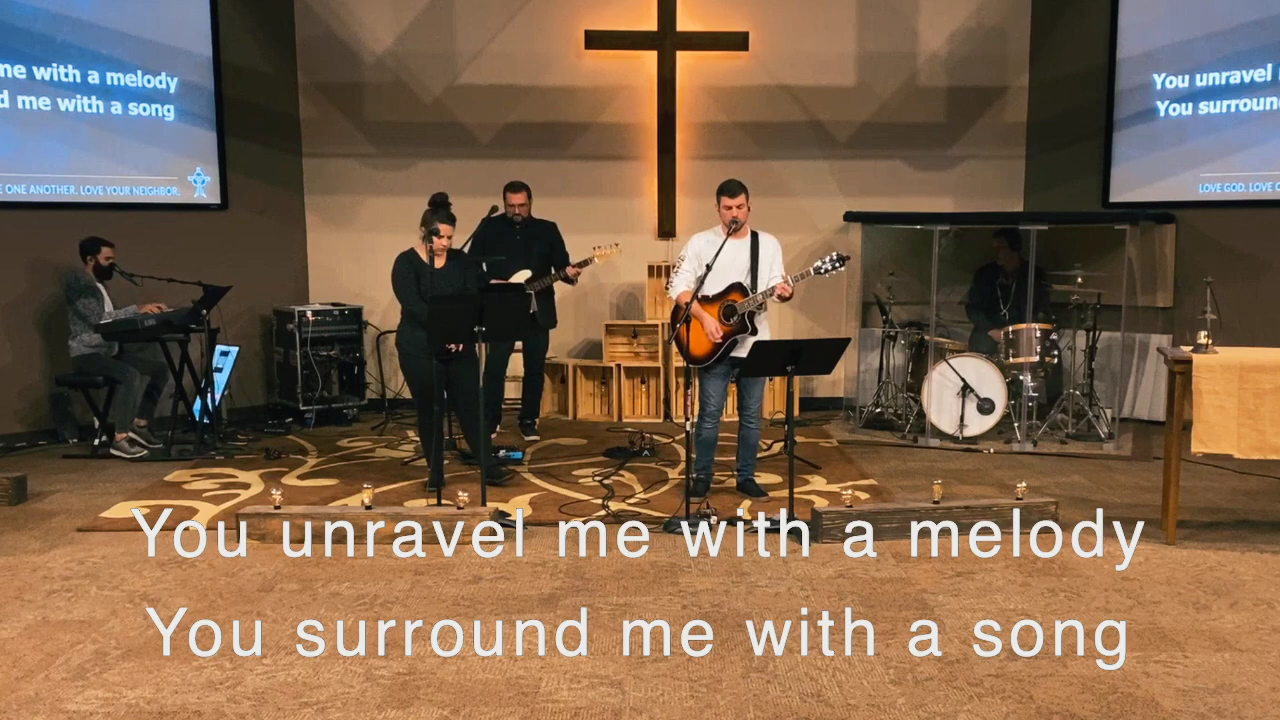 me with a melody
d me with a song
E ONE ANOTHER. LOVE YOUR NEIGHBOR.
You unravel
You surroun
LOVE GOD. LOVE
You unravel me with a melody
You surround me with a song